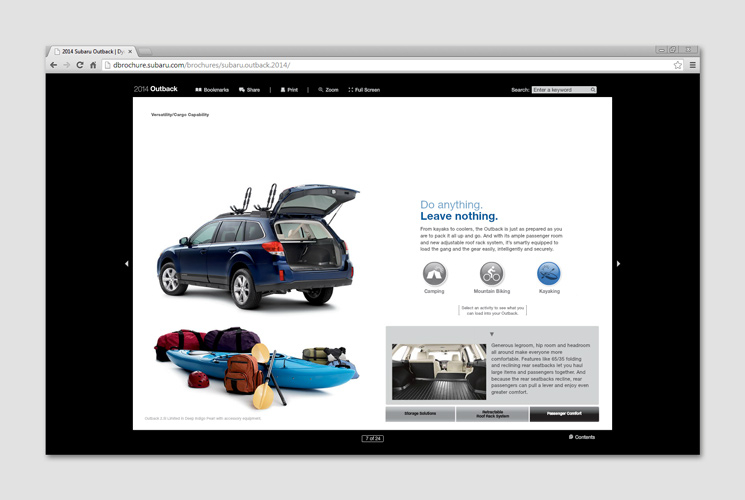 2014 Subaru Outback | Dy
dbrochure.subaru.com/brochures/subaru.outback.2014/
2014 Outback
Bookmarks
Share
Print
Zoom
Full Screen
Search:
Enter a keyword
Versatility/Cargo Capability
Do anything.
Leave nothing.
From kayaks to coolers, the Outback is just as prepared as you
are to pack it all up and go. And with its ample passenger room
and new adjustable roof rack system, it's smartly equipped to
load the gang and the gear easily, intelligently and securely.
Camping
Mountain Biking
Kayaking
Select an activity to see what you
can load into your Outback.
Generous legroom, hip room and headroom
all around make everyone more
comfortable. Features like 65/35 folding
and reclining rear seatbacks let you haul
large items and passengers together. And
because the rear seatbacks recline, rear
passengers can pull a lever and enjoy even
greater comfort.
Storage Solutions
Retractable
Roof Rack System
Passenger Comfort
Outback 2.5i Limited in Deep Indigo Pearl with accessory equipment.
7 of 24
Contents